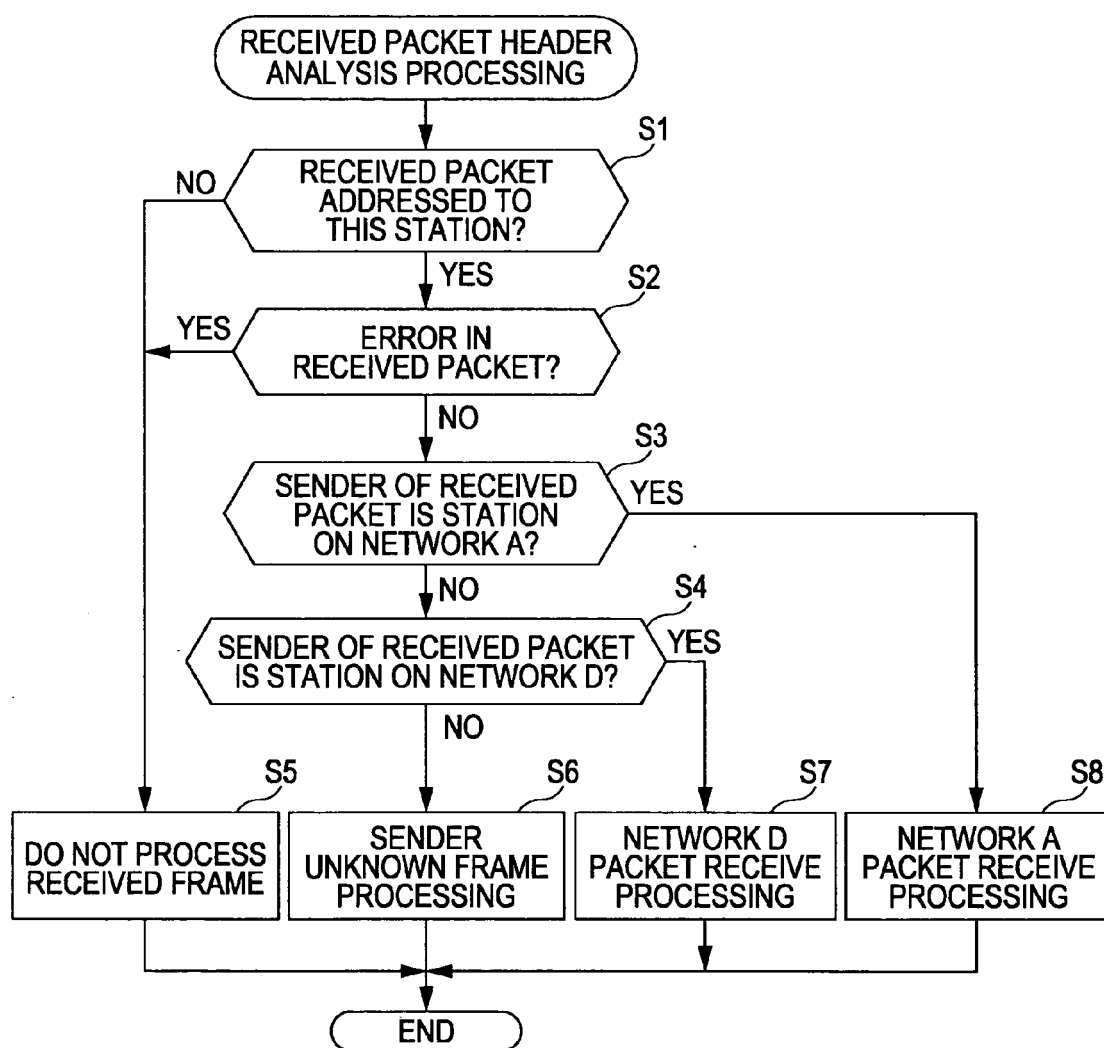 RECEIVED PACKET HEADER
ANALYSIS PROCESSING
S1
NO
RECEIVED PACKET
ADDRESSED TO
THIS STATION?
YES
S2
YES
ERROR IN
RECEIVED PACKET?
NO
S3
SENDER OF RECEIVED
PACKET IS STATION
ON NETWORK A?
YES
NO
S4
SENDER OF RECEIVED PACKET
IS STATION ON NETWORK D?
YES
NO
S5
DO NOT PROCESS
RECEIVED FRAME
S6
SENDER
UNKNOWN FRAME
PROCESSING
S7
NETWORK D
PACKET RECEIVE
PROCESSING
S8
NETWORK A
PACKET RECEIVE
PROCESSING
END